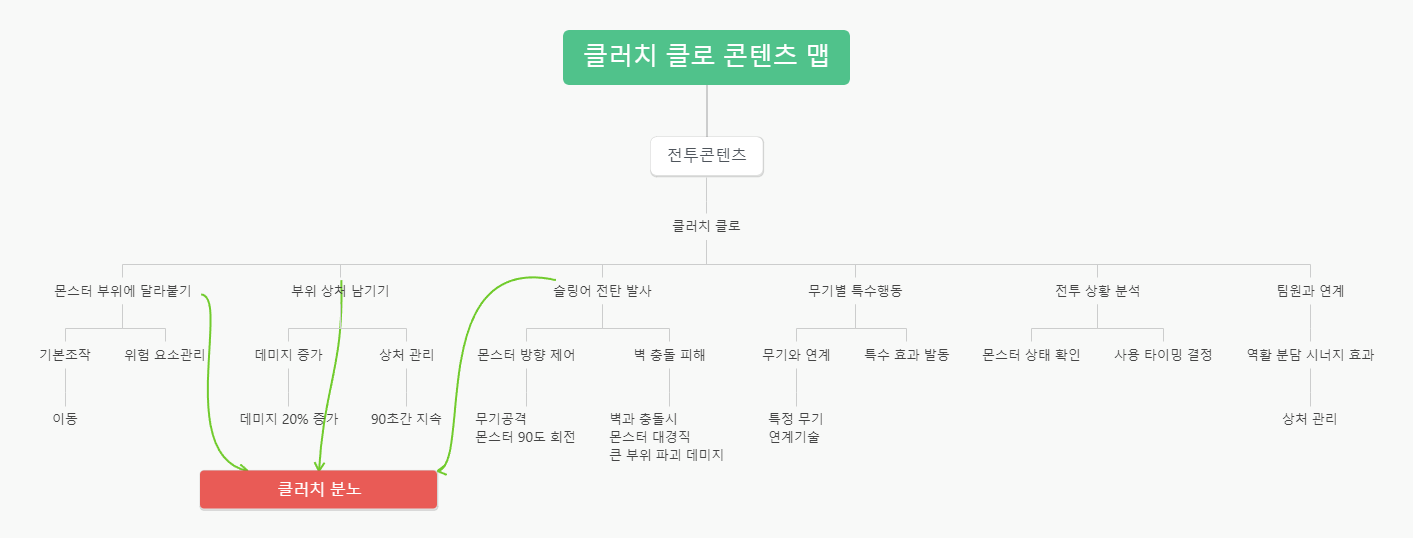 클러치 클로 콘텐츠 맵
전투콘텐츠
클러치 클로
몬스터 부위에 달라붙기
부위 상처 남기기
슬링어 전탄 발사
무기별 특수행동
전투 상황 분석
팀원과 연계
기본조작
위험 요소관리
데미지 증가
상처 관리
몬스터 방향 제어
벽 충돌 피해
무기와 연계
특수 효과 발동
몬스터 상태 확인
사용 타이밍 결정
역활 분담 시너지 효과
이동
데미지 20% 증가
90초간 지속
무기공격
몬스터 90도 회전
벽과 충돌시
몬스터 대경직
큰 부위 파괴 데미지
특정 무기
연계기술
상처 관리
클러치 분노